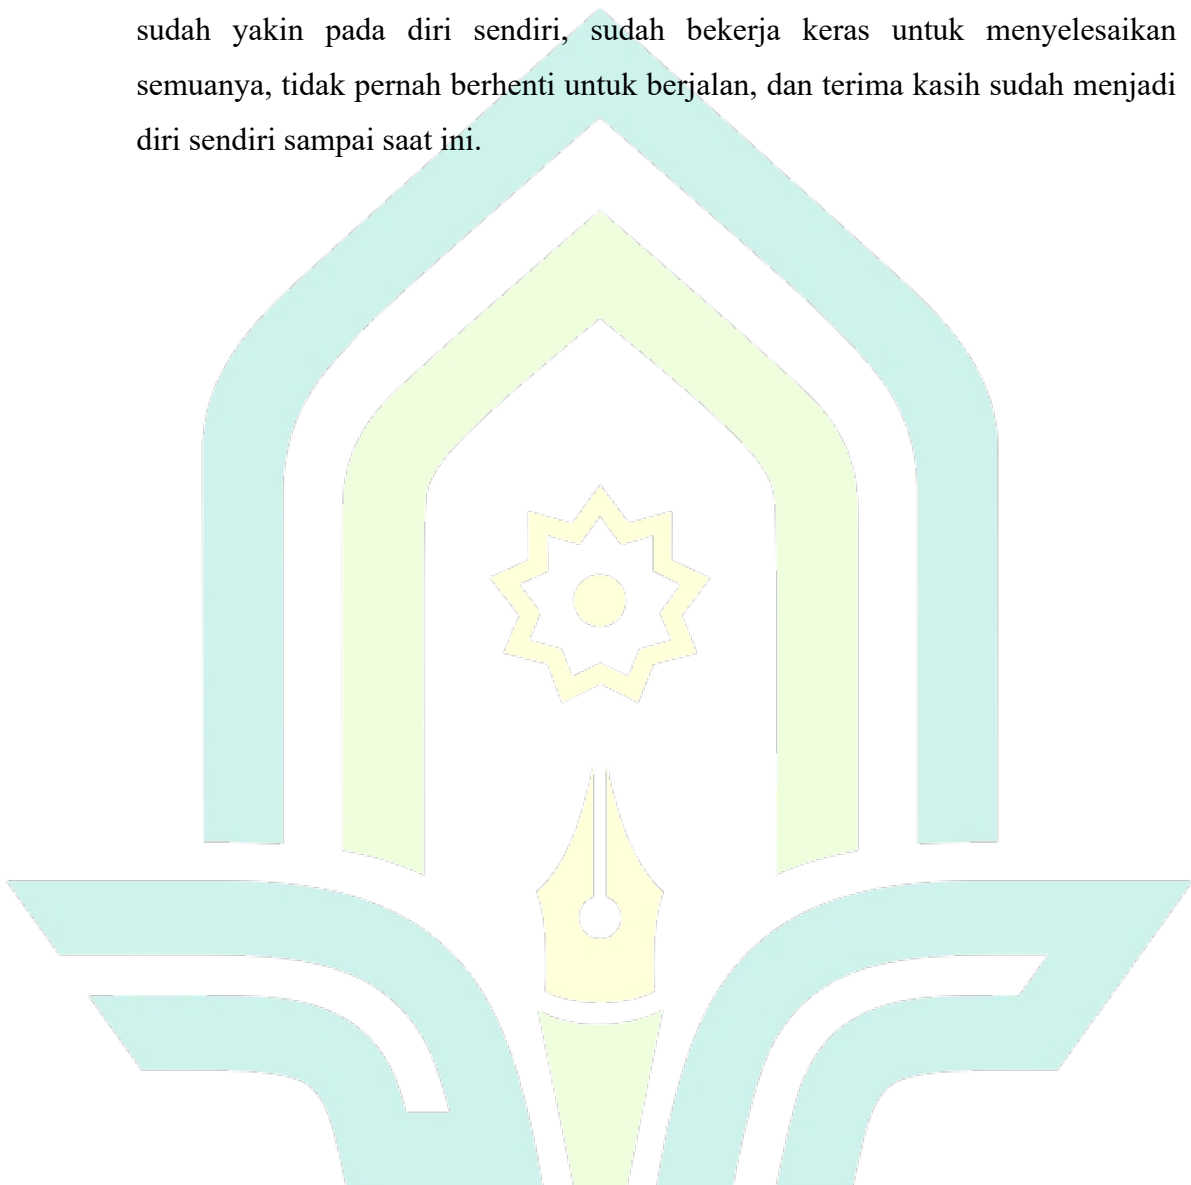 sudah yakin pada diri sendiri, sudah bekerja keras untuk menyelesaikan
semuanya, tidak pernah berhenti untuk berjalan, dan terima kasih sudah menjadi
diri sendiri sampai saat ini.